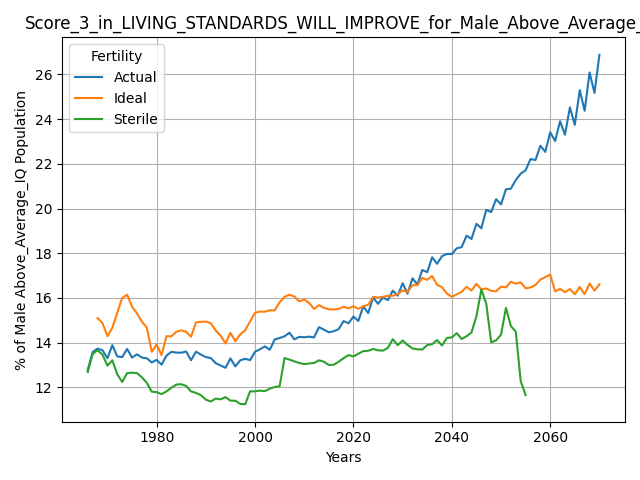 Score_3_in_LIVING_STANDARDS_WILL_IMPROVE_for_Male_Above_Average_
Fertility
Actual
Ideal
Sterile
% of Male Above_Average_IQ Population
26
24
22
20
18
16
14
12
1980
2000
2020
2040
2060
Years